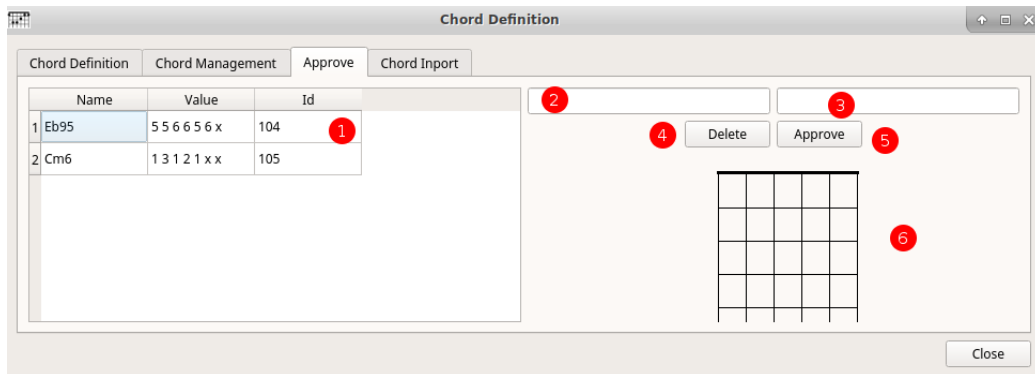 Chord Definition
Chord Definition Chord Management Approve Chord Inport
Name Value Id
1 Eb95 5 5 6 6 5 6 x 104
2 Cm6 1 3 1 2 1 x x 105
1
2
3
4 Delete Approve 5
6
Close